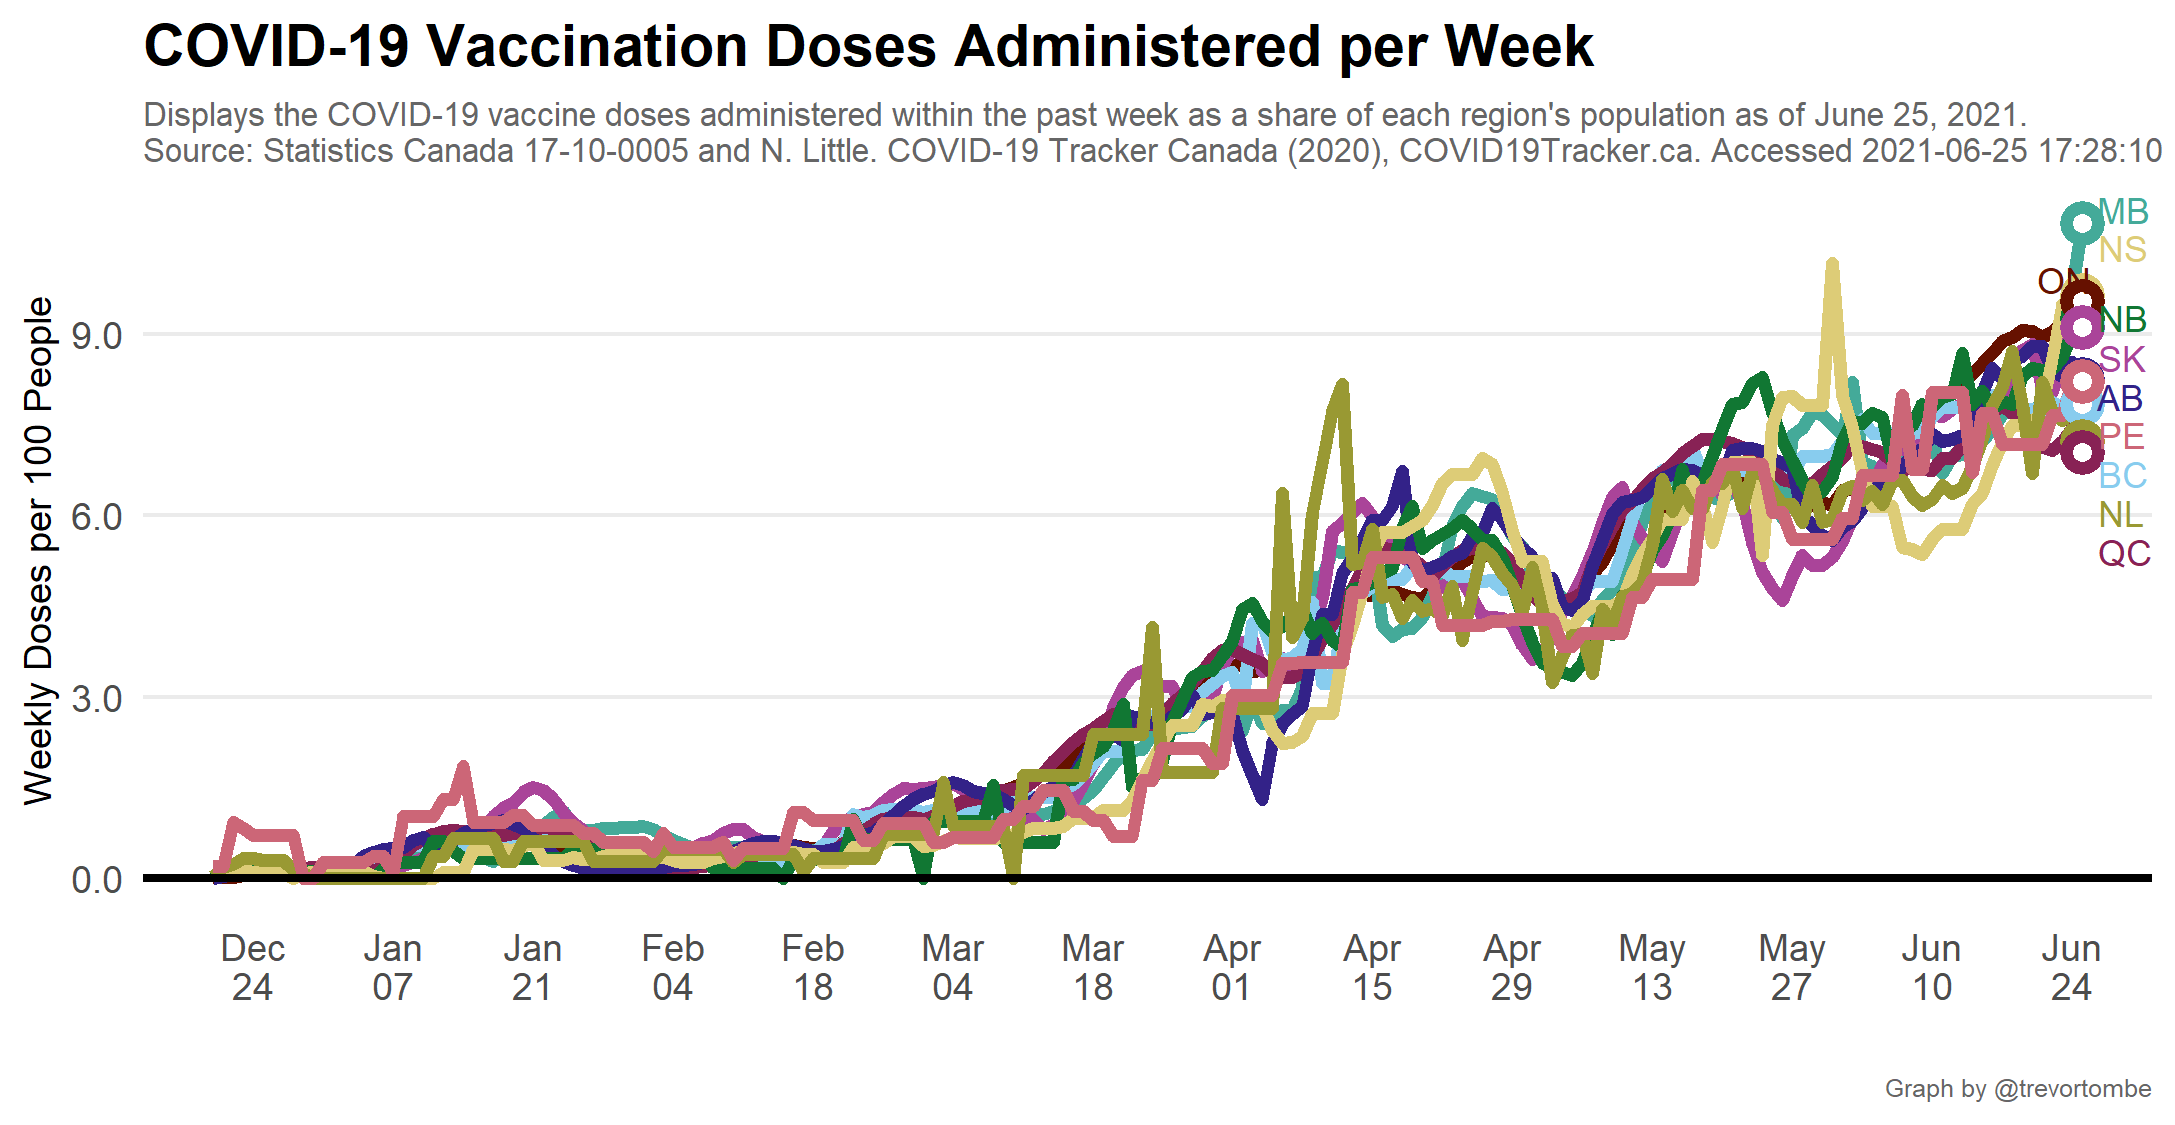 COVID-19 Vaccination Doses Administered per Week
Displays the COVID-19 vaccine doses administered within the past week as a share of each region's population as of June 25, 2021.
Source: Statistics Canada 17-10-0005 and N. Little. COVID-19 Tracker Canada (2020), COVID19Tracker.ca. Accessed 2021-06-25 17:28:10
Weekly Doses per 100 People
9.0
6.0
3.0
0.0
MB
NS
ON
NB
SK
AB
PE
BC
NL
QC
Dec Jan Jan Feb Feb Mar Mar Apr Apr Apr May May Jun Jun
24 07 21 04 18 04 18 01 15 29 13 27 10 24
Graph by @trevortombe